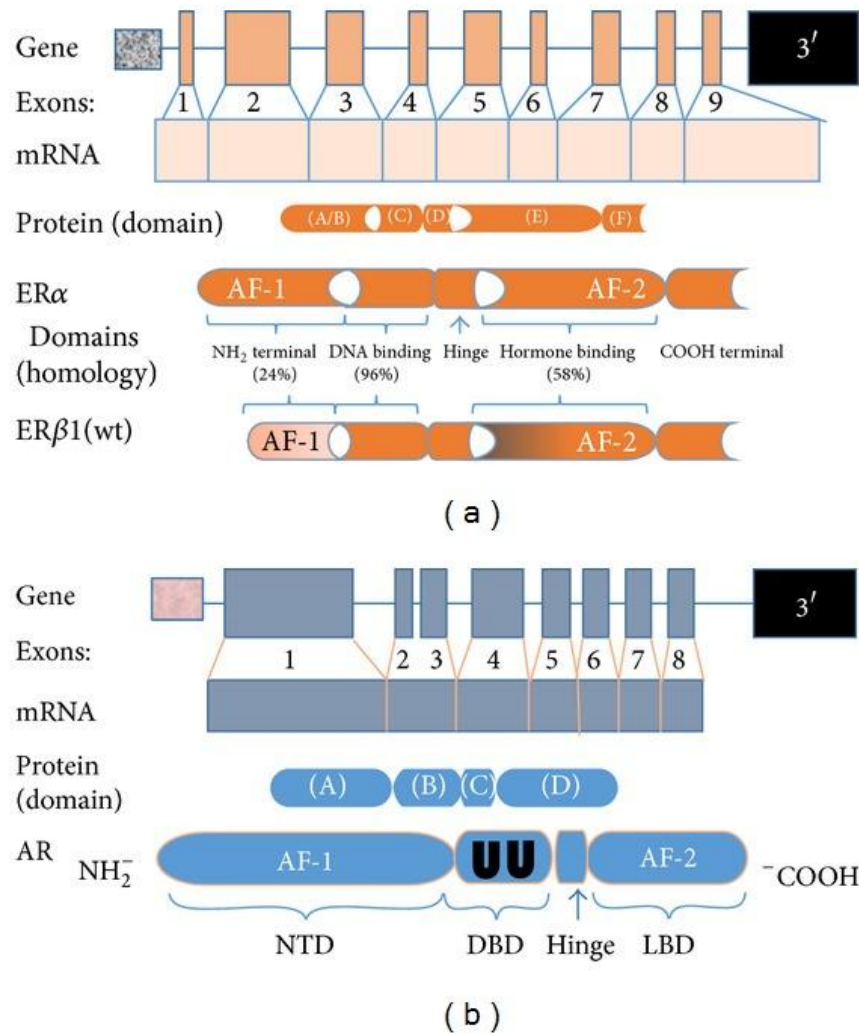 Gene 3′
Exons: 1 2 3 4 5 6 7 8 9
mRNA
Protein (domain) (A/B) (C) (D) (E) (F)
ERα AF-1 AF-2
Domains
(homology)
NH₂ terminal
(24%)
DNA binding
(96%)
Hinge
Hormone binding
(58%)
COOH terminal
ERβ1(wt) AF-1 AF-2
(a)
Gene 3′
Exons: 1 2 3 4 5 6 7 8
mRNA
Protein
(domain)
(A) (B) (C) (D)
AR NH₂⁻ AF-1 UU AF-2 ⁻COOH
NTD DBD Hinge LBD
(b)